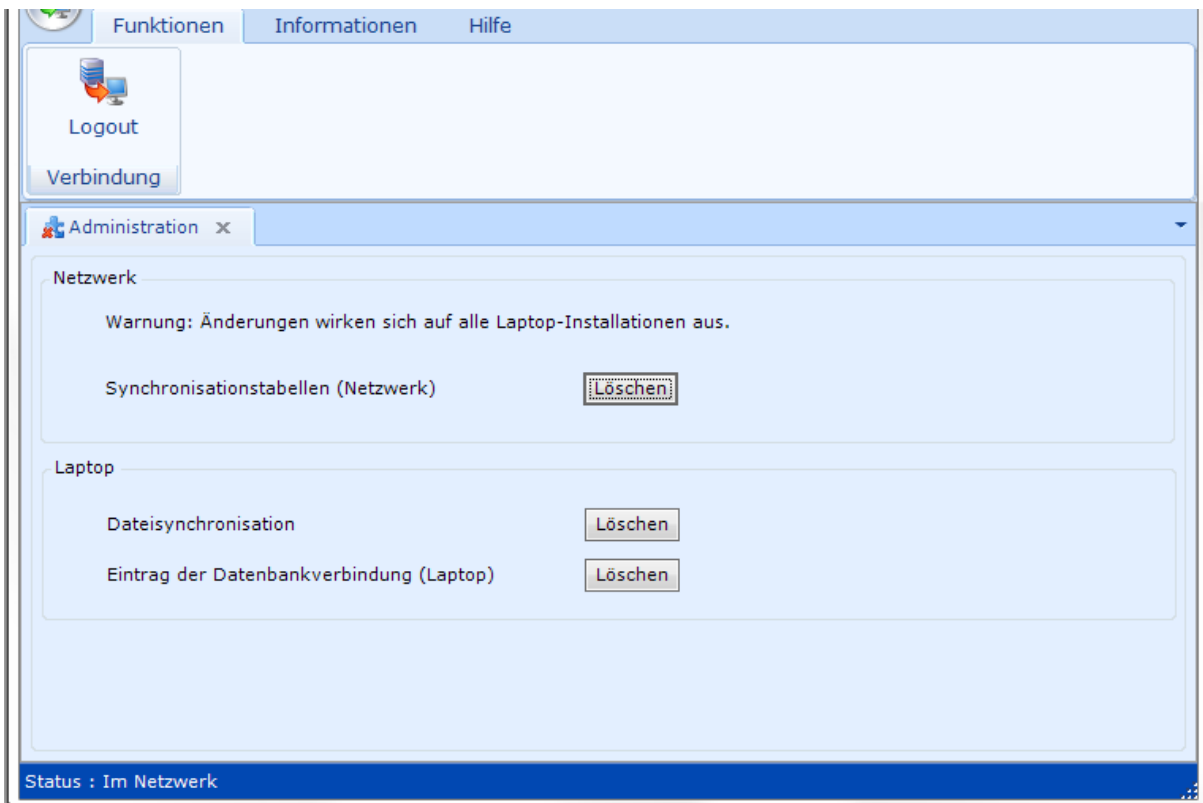 Funktionen Informationen Hilfe
Logout
Verbindung
Administration
Netzwerk
Warnung: Änderungen wirken sich auf alle Laptop-Installationen aus.
Synchronisationstabellen (Netzwerk) Löschen
Laptop
Dateisynchronisation Löschen
Eintrag der Datenbankverbindung (Laptop) Löschen
Status : Im Netzwerk